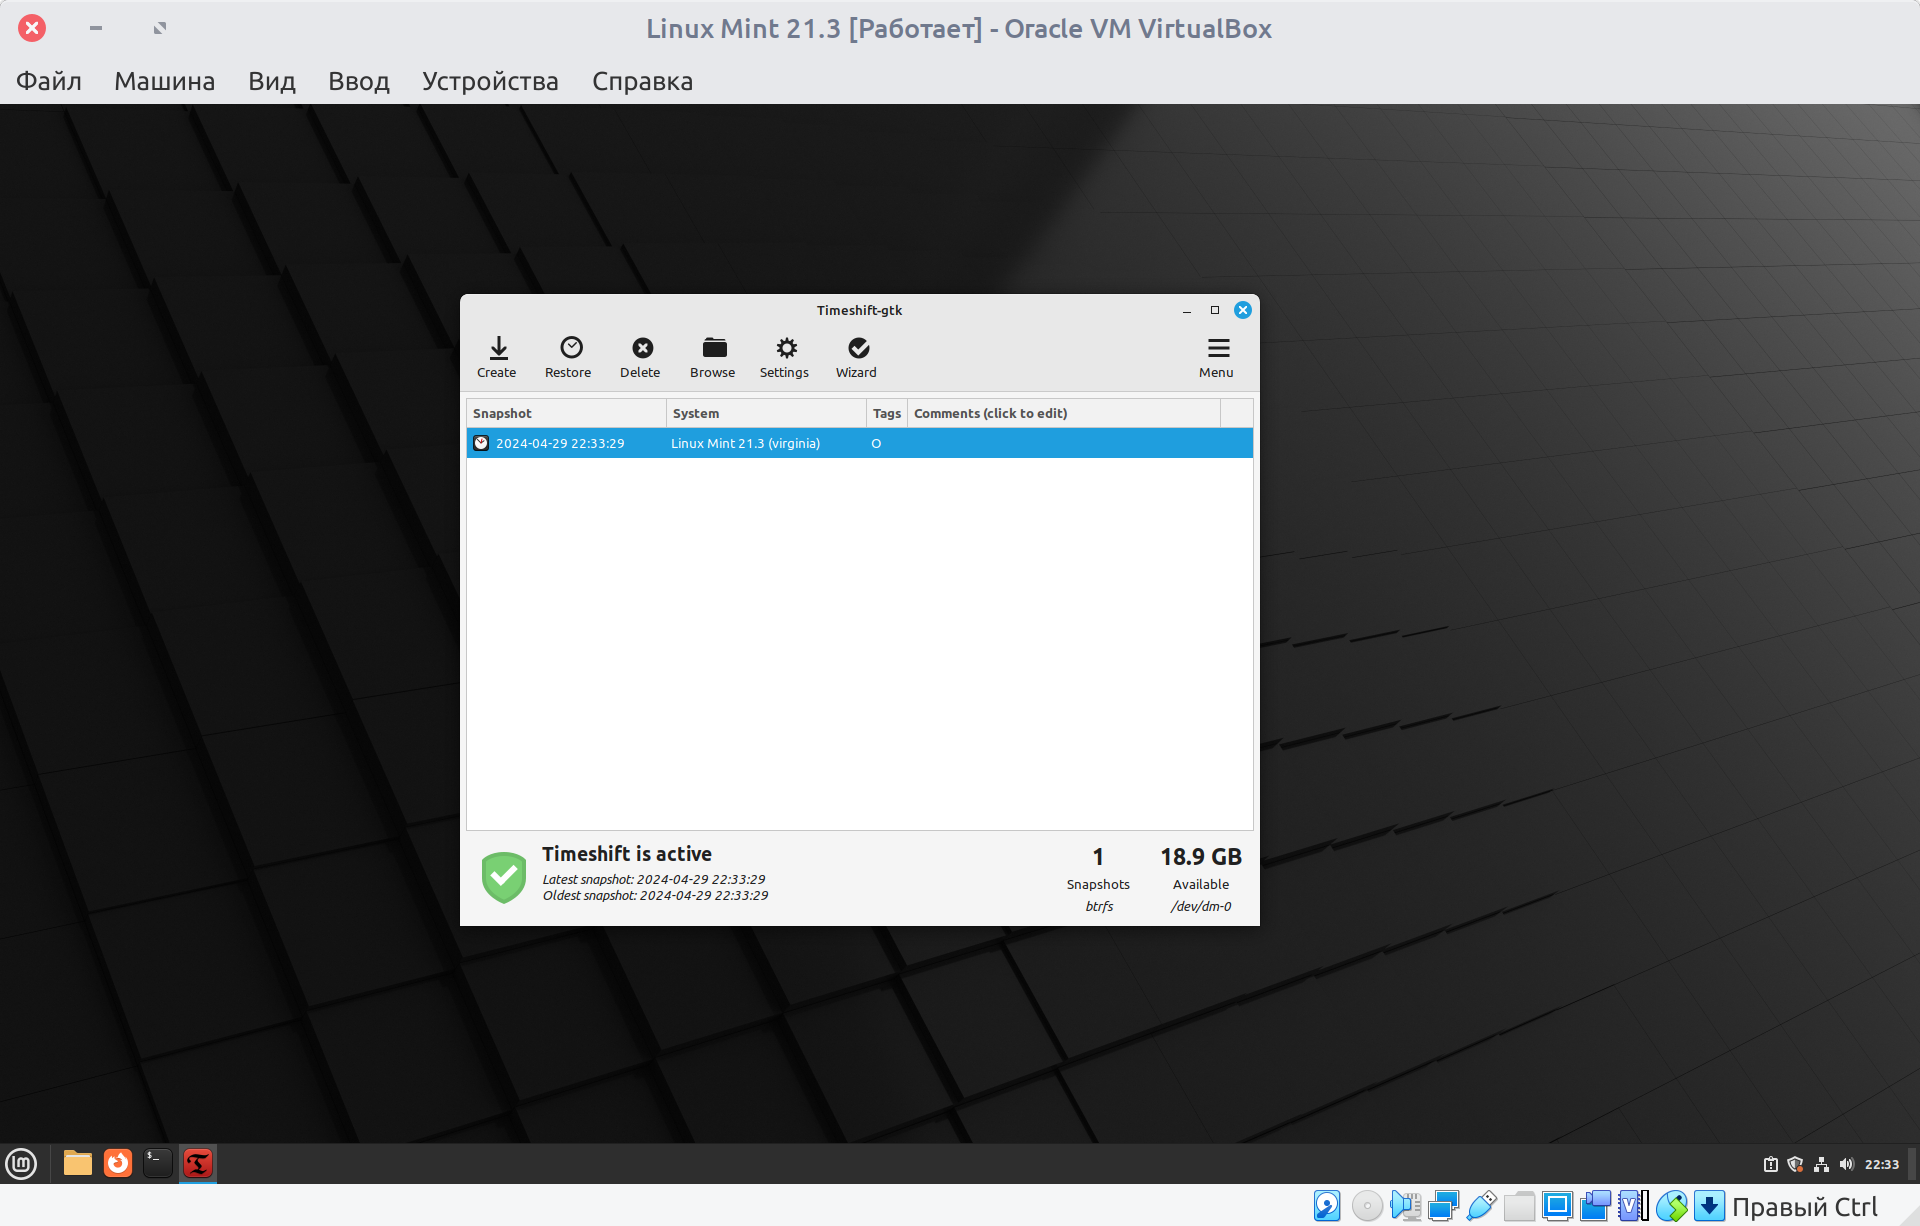 Linux Mint 21.3 [Работает] - Oracle VM VirtualBox
Файл Машина Вид Ввод Устройства Справка
Timeshift-gtk
Create Restore Delete Browse Settings Wizard Menu
Snapshot System Tags Comments (click to edit)
2024-04-29 22:33:29 Linux Mint 21.3 (virginia) O
Timeshift is active
Latest snapshot: 2024-04-29 22:33:29
Oldest snapshot: 2024-04-29 22:33:29
1 18.9 GB
Snapshots Available
btrfs /dev/dm-0
22:33
Правый Ctrl